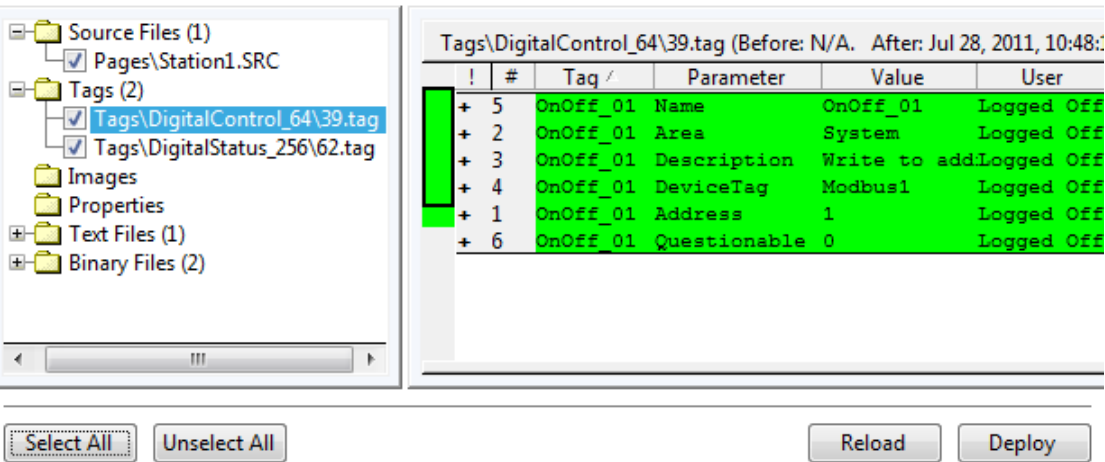 Source Files (1)
Pages\Station1.SRC
Tags (2)
Tags\DigitalControl_64\39.tag
Tags\DigitalStatus_256\62.tag
Images
Properties
Text Files (1)
Binary Files (2)
Tags\DigitalControl_64\39.tag (Before: N/A. After: Jul 28, 2011, 10:48:1
! # Tag Parameter Value User
+ 5 OnOff_01 Name OnOff_01 Logged Off
+ 2 OnOff_01 Area System Logged Off
+ 3 OnOff_01 Description Write to add Logged Off
+ 4 OnOff_01 DeviceTag Modbus1 Logged Off
+ 1 OnOff_01 Address 1 Logged Off
+ 6 OnOff_01 Questionable 0 Logged Off
Select All Unselect All Reload Deploy